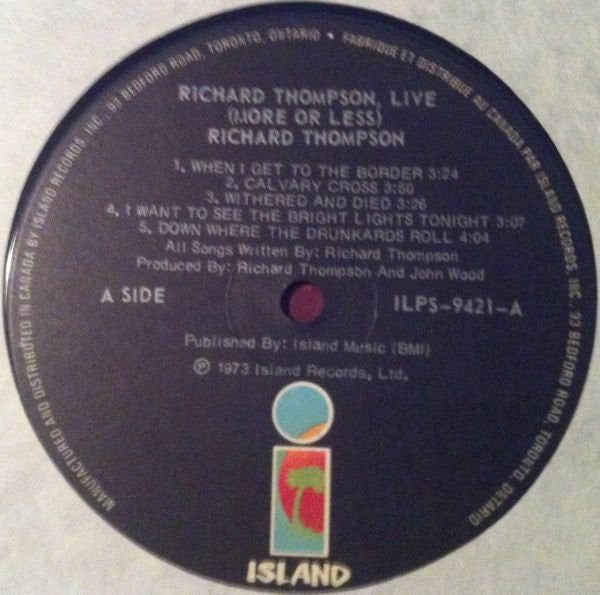 MANUFACTURED AND DISTRIBUTED IN CANADA BY ISLAND RECORDS, INC., 93 BEDFORD ROAD, TORONTO, ONTARIO • FABRIQUE ET DISTRIBUE AU CANADA PAR ISLAND RECORDS, INC., 93 BEDFORD ROAD, TORONTO, ONTARIO
RICHARD THOMPSON, LIVE
(MORE OR LESS)
RICHARD THOMPSON
1. WHEN I GET TO THE BORDER 3:24
2. CALVARY CROSS 3:50
3. WITHERED AND DIED 3:26
4. I WANT TO SEE THE BRIGHT LIGHTS TONIGHT 3:07
5. DOWN WHERE THE DRUNKARDS ROLL 4:04
All Songs Written By: Richard Thompson
Produced By: Richard Thompson And John Wood
A SIDE
ILPS-9421-A
Published By: Island Music (BMI)
℗ 1973 Island Records, Ltd.
ISLAND